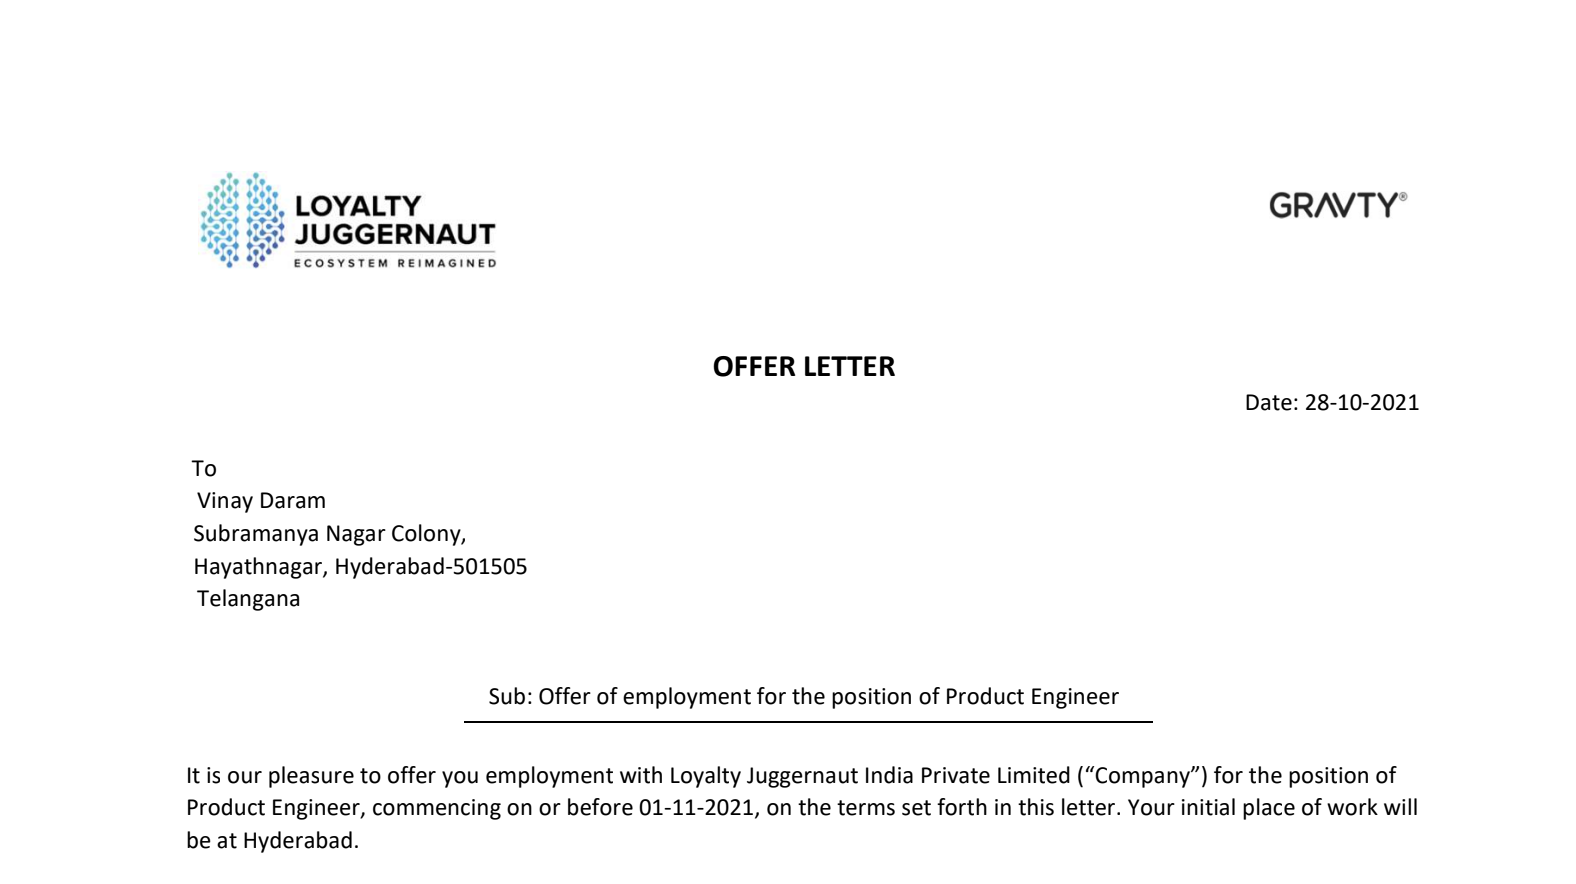 LOYALTY
JUGGERNAUT
ECOSYSTEM REIMAGINED
GRAVTY®
OFFER LETTER
Date: 28-10-2021
To
Vinay Daram
Subramanya Nagar Colony,
Hayathnagar, Hyderabad-501505
Telangana
Sub: Offer of employment for the position of Product Engineer
It is our pleasure to offer you employment with Loyalty Juggernaut India Private Limited (“Company”) for the position of
Product Engineer, commencing on or before 01-11-2021, on the terms set forth in this letter. Your initial place of work will
be at Hyderabad.